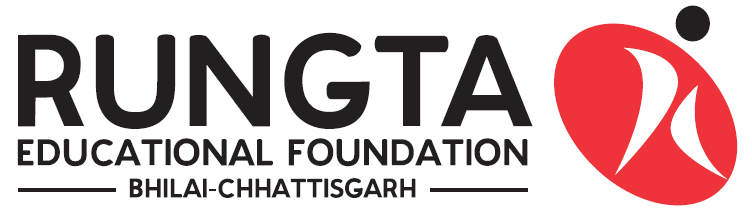 RUNGTA
EDUCATIONAL FOUNDATION
BHILAI-CHHATTISGARH